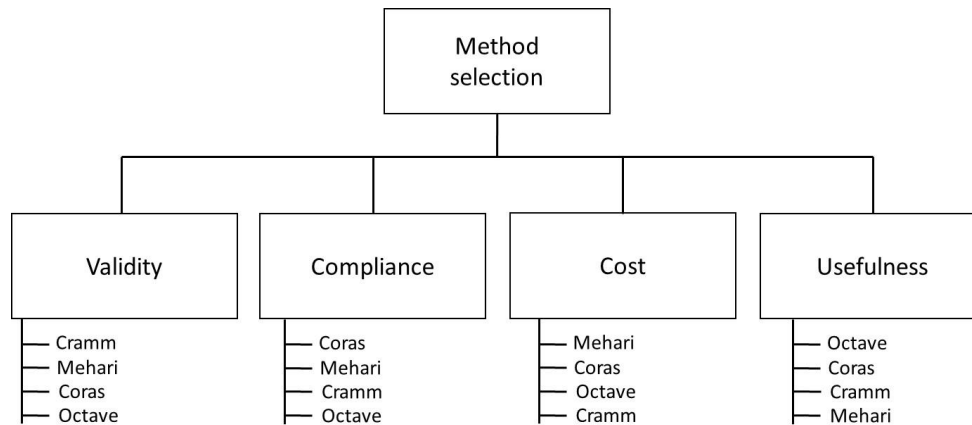 Method
selection
Validity
Compliance
Cost
Usefulness
Cramm
Mehari
Coras
Octave
Coras
Mehari
Cramm
Octave
Mehari
Coras
Octave
Cramm
Octave
Coras
Cramm
Mehari